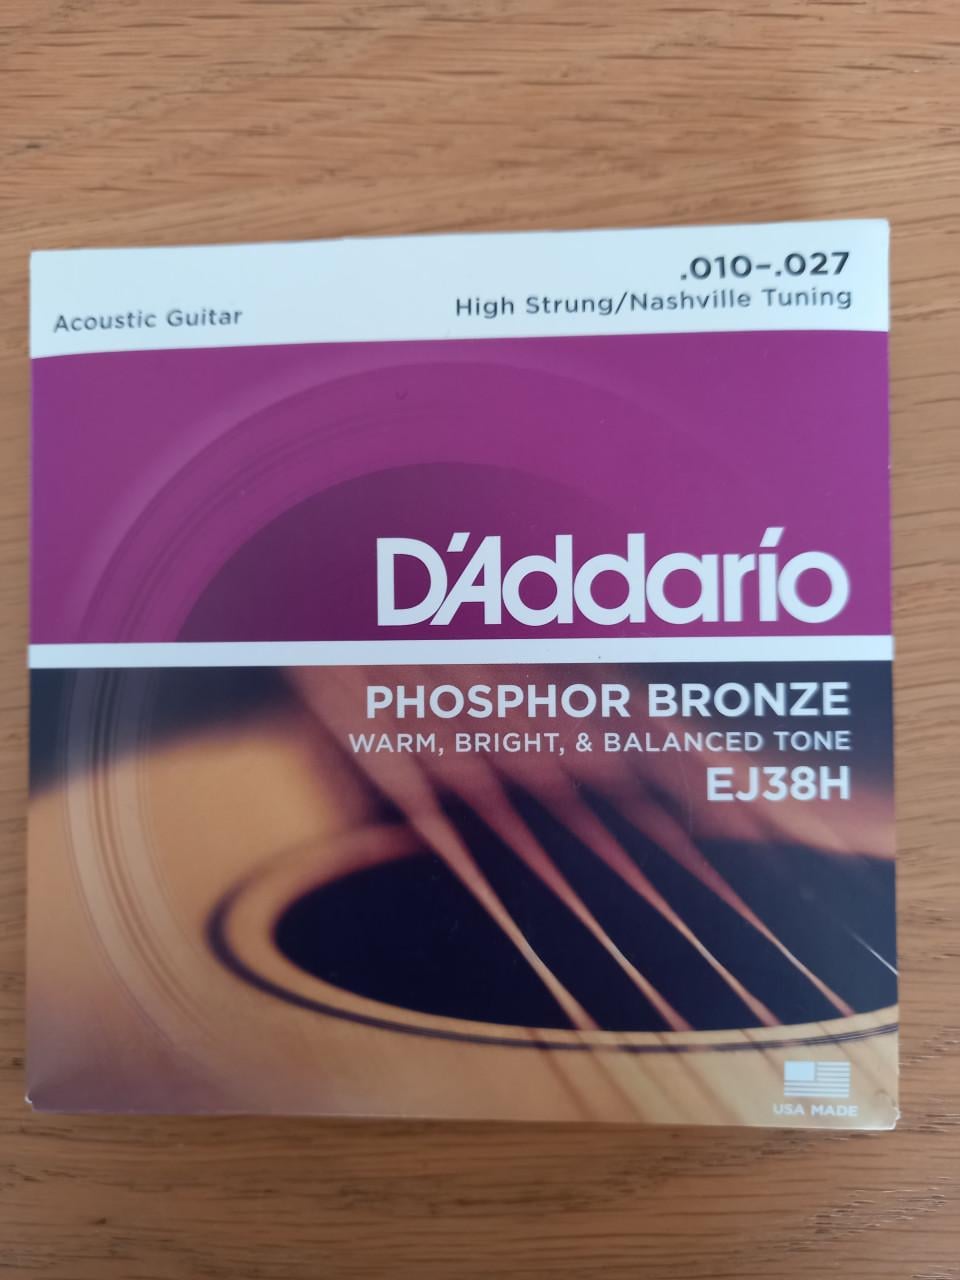 .010–.027
Acoustic Guitar
High Strung/Nashville Tuning
D'Addario
PHOSPHOR BRONZE
WARM, BRIGHT, & BALANCED TONE
EJ38H
USA MADE